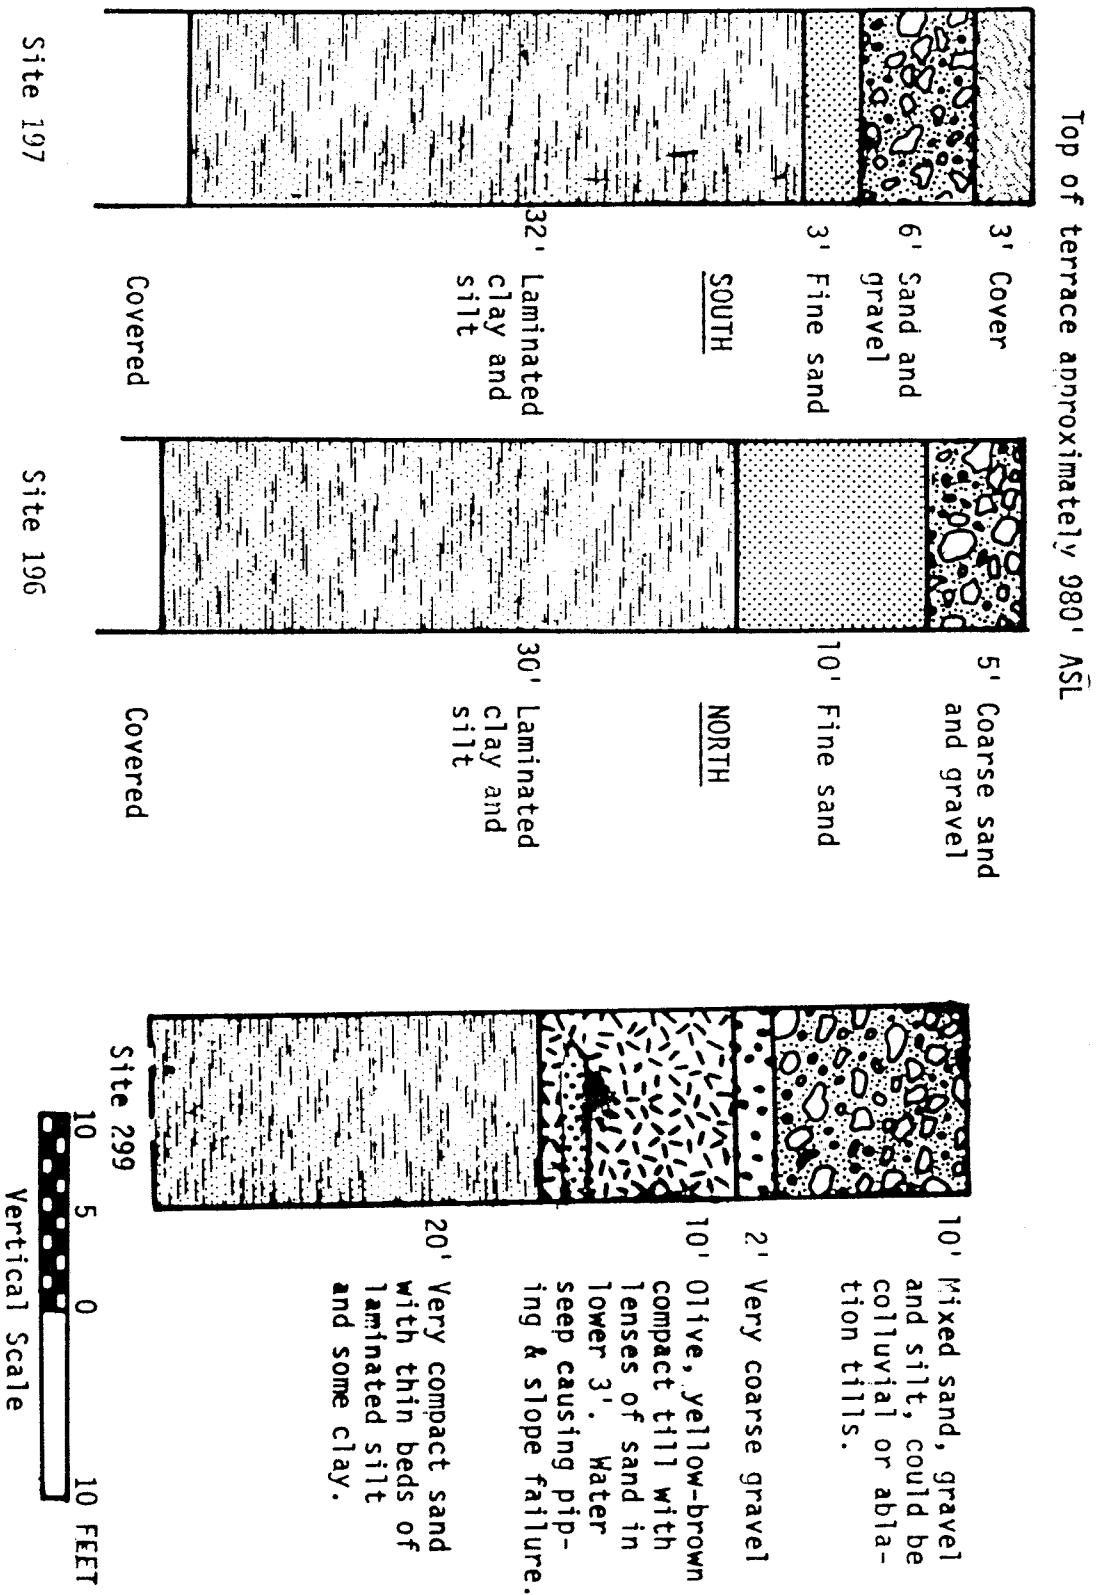 Top of terrace approximately 980' ASL
3' Cover
6' Sand and
gravel
3' Fine sand
SOUTH
32' Laminated
clay and
silt
Covered
Site 197
5' Coarse sand
and gravel
10' Fine sand
NORTH
30' Laminated
clay and
silt
Covered
Site 196
10' Mixed sand, gravel
and silt, could be
colluvial or abla-
tion tills.
2' Very coarse gravel
10' Olive, yellow-brown
compact till with
lenses of sand in
lower 3'. Water
seep causing pip-
ing & slope failure.
20' Very compact sand
with thin beds of
laminated silt
and some clay.
Site 299
10 5 0 10 FEET
Vertical Scale